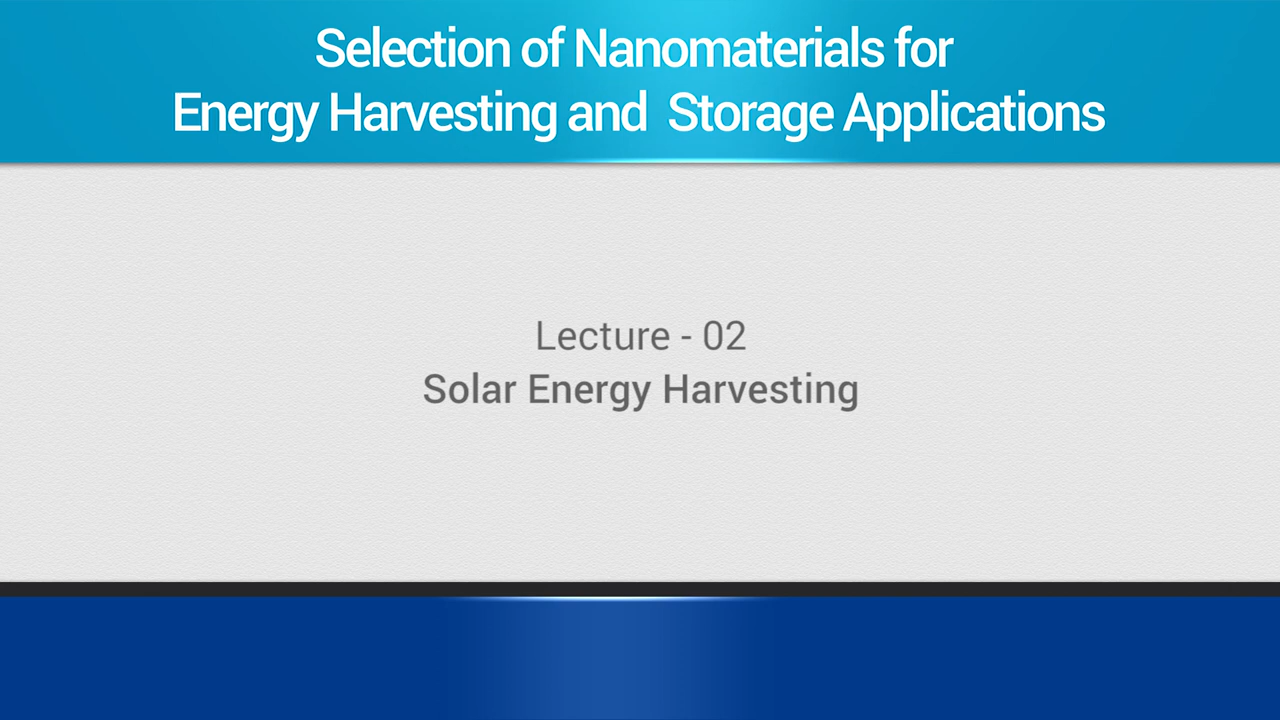 Selection of Nanomaterials for
Energy Harvesting and Storage Applications
Lecture - 02
Solar Energy Harvesting